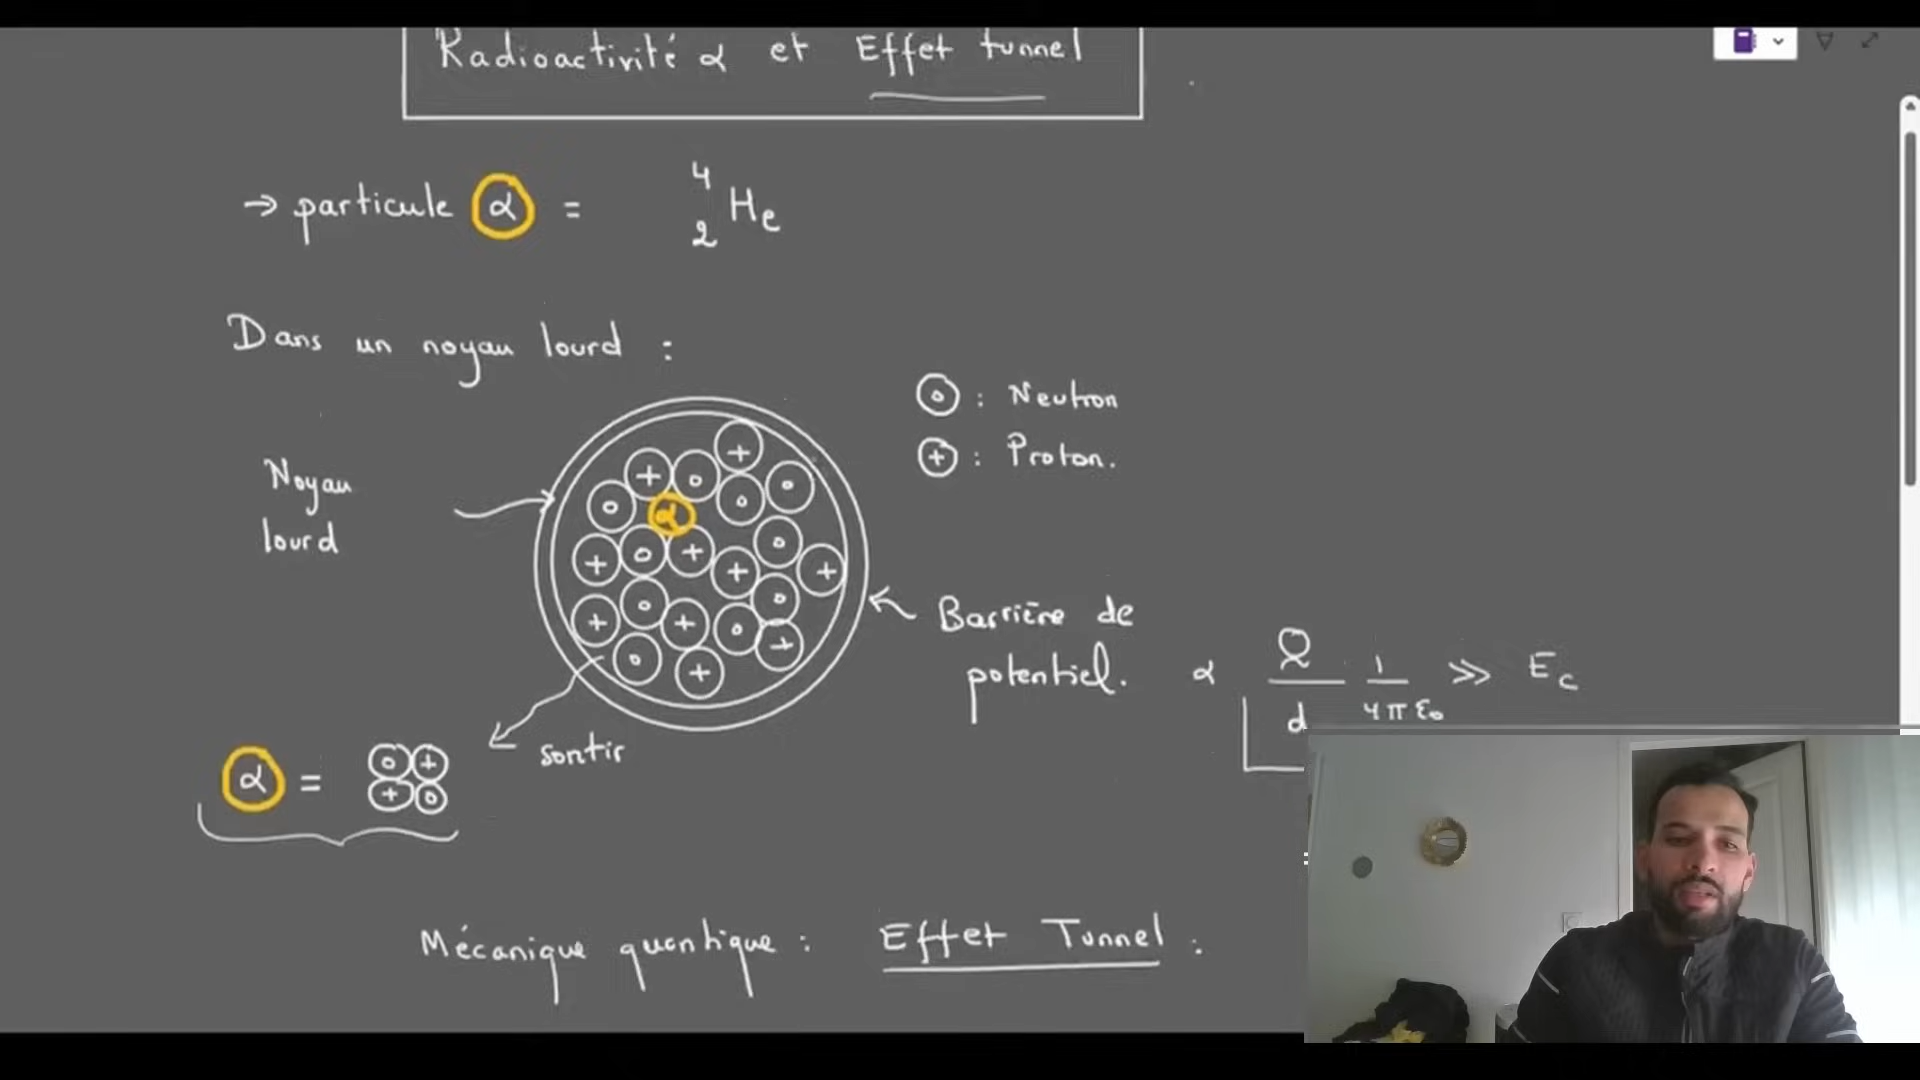 Radioactivité α et Effet tunnel
→ particule α = ⁴₂He
Dans un noyau lourd :
⊙ : Neutron
⊕ : Proton.
Noyau
lourd
α
Barrière de
potentiel. α Q/d 1/4πε₀ ≫ Ec
sortir
α =
Mécanique quantique : Effet Tunnel :